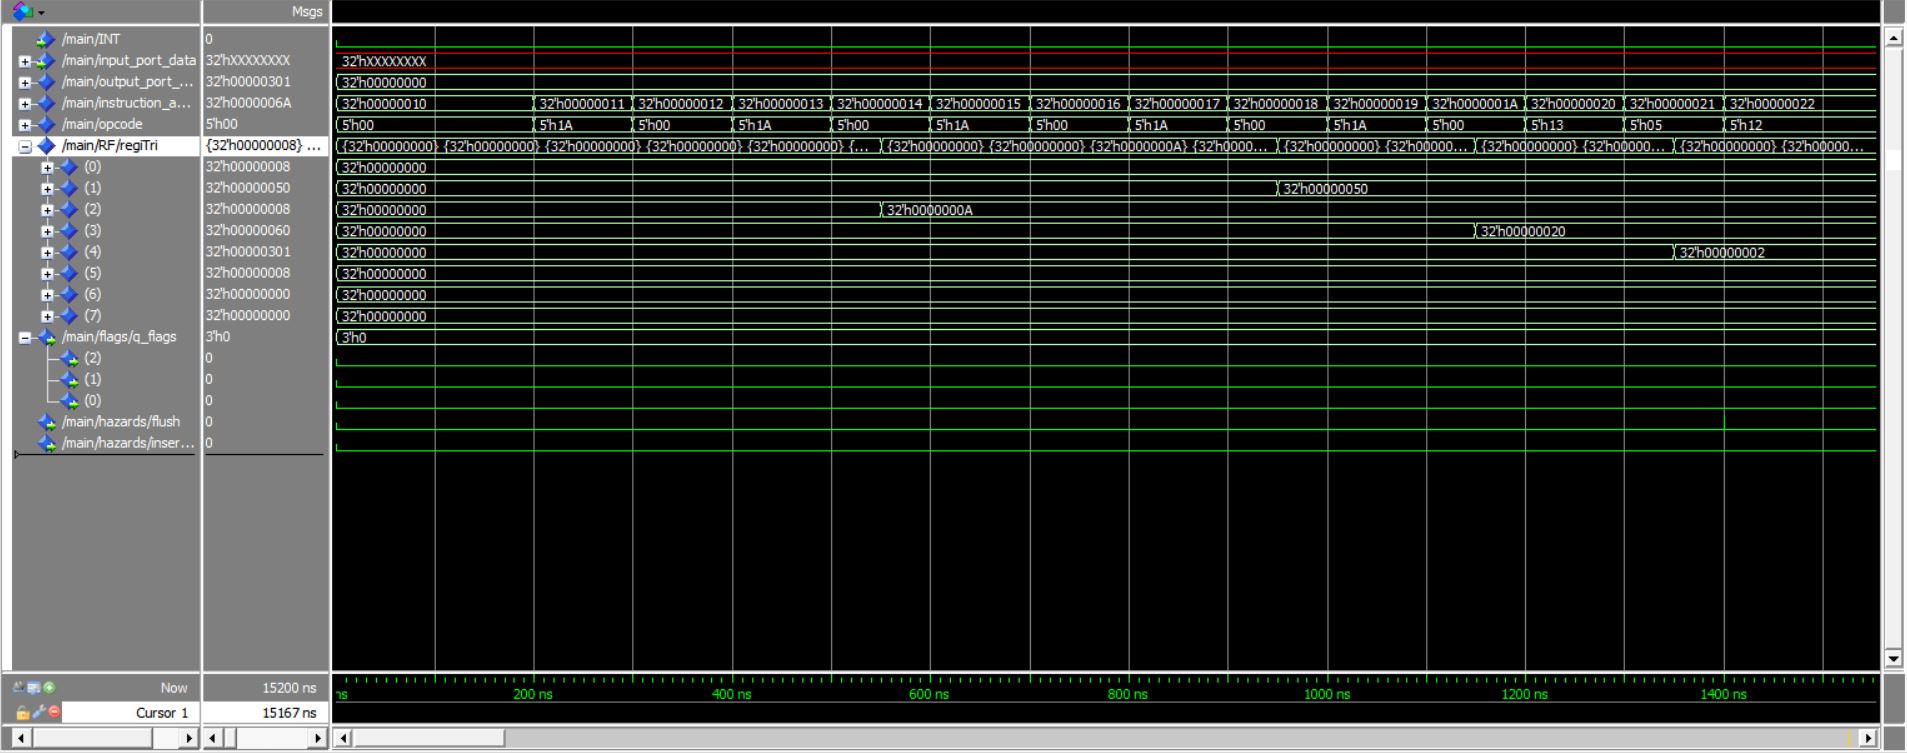 Msgs
/main/INT 0
/main/input_port_data 32'hXXXXXXXX 32'hXXXXXXXX
/main/output_port_... 32'h00000301 32'h00000000
/main/instruction_a... 32'h0000006A 32'h00000010 32'h00000011 32'h00000012 32'h00000013 32'h00000014 32'h00000015 32'h00000016 32'h00000017 32'h00000018 32'h00000019 32'h0000001A 32'h00000020 32'h00000021 32'h00000022
/main/opcode 5'h00 5'h00 5'h1A 5'h00 5'h1A 5'h00 5'h1A 5'h00 5'h1A 5'h00 5'h1A 5'h00 5'h13 5'h05 5'h12
/main/RF/regiTri {32'h00000008} ... {32'h00000000} {32'h00000000} {32'h00000000} {32'h00000000} {32'h00000000} {... {32'h00000000} {32'h00000000} {32'h0000000A} {32'h0000... {32'h00000000} {32'h0000... {32'h00000000} {32'h0000... {32'h00000000} {32'h00000...
(0) 32'h00000008 32'h00000000
(1) 32'h00000050 32'h00000000 32'h00000050
(2) 32'h00000008 32'h00000000 32'h0000000A
(3) 32'h00000060 32'h00000000 32'h00000020
(4) 32'h00000301 32'h00000000 32'h00000002
(5) 32'h00000008 32'h00000000
(6) 32'h00000000 32'h00000000
(7) 32'h00000000 32'h00000000
/main/flags/q_flags 3'h0 3'h0
(2) 0
(1) 0
(0) 0
/main/hazards/flush 0
/main/hazards/inser... 0
Now 15200 ns ns 200 ns 400 ns 600 ns 800 ns 1000 ns 1200 ns 1400 ns
Cursor 1 15167 ns